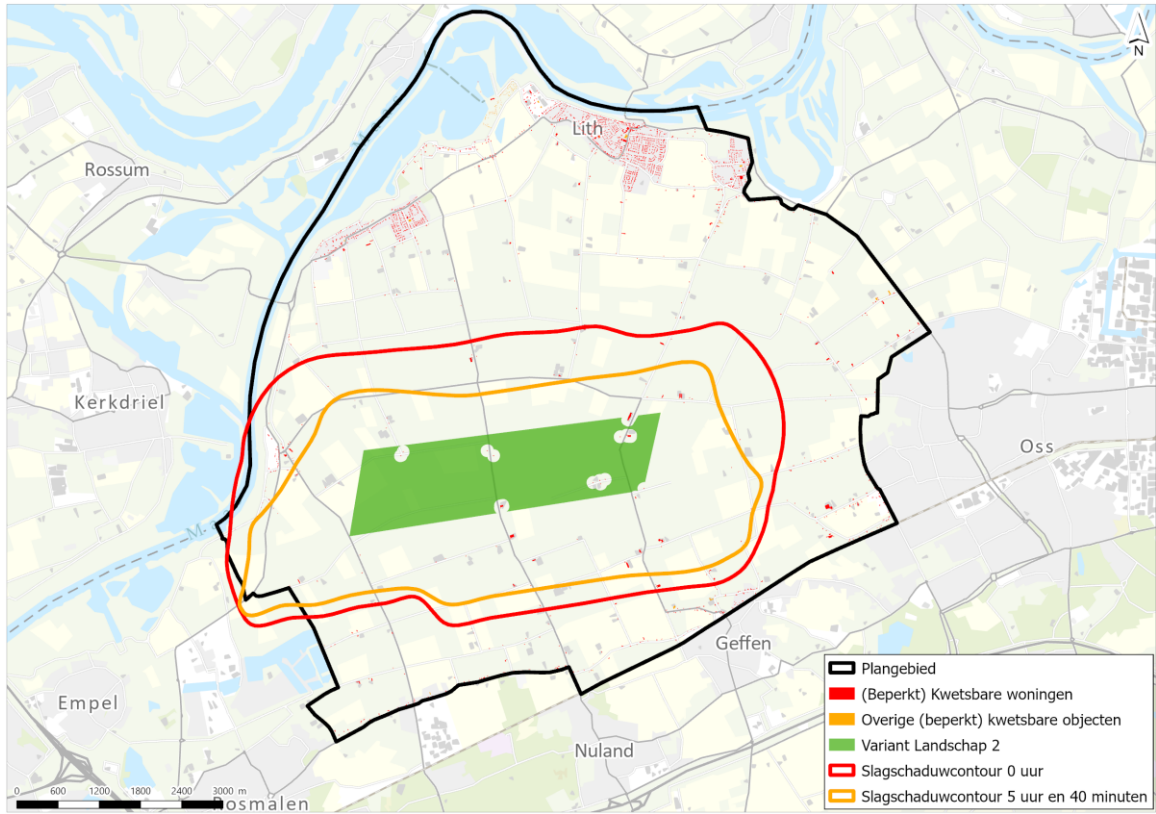 N
Lith
Rossum
Kerkdriel
Oss
M
Geffen
Empel
Nuland
Rosmalen
Plangebied
(Beperkt) Kwetsbare woningen
Overige (beperkt) kwetsbare objecten
Variant Landschap 2
Slagschaduwcontour 0 uur
Slagschaduwcontour 5 uur en 40 minuten
0 600 1200 1800 2400 3000 m